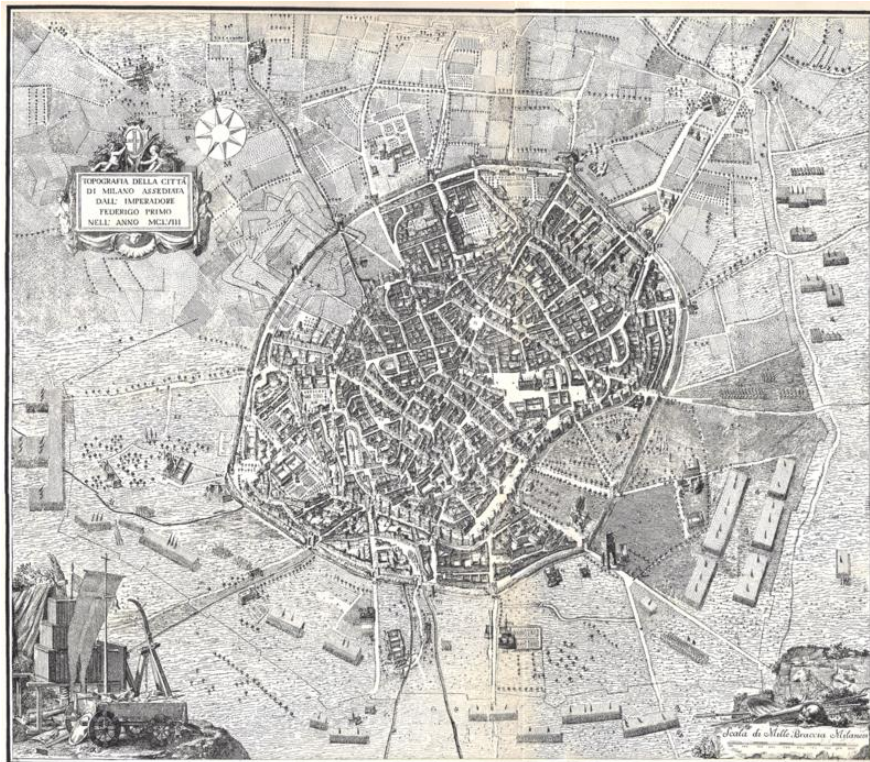 TOPOGRAFIA DELLA CITTÀ
DI MILANO ASSEDIATA
DALL' IMPERADORE
FEDERIGO PRIMO
NELL' ANNO MCLVIII
Scala di Mille Braccia Milanesi